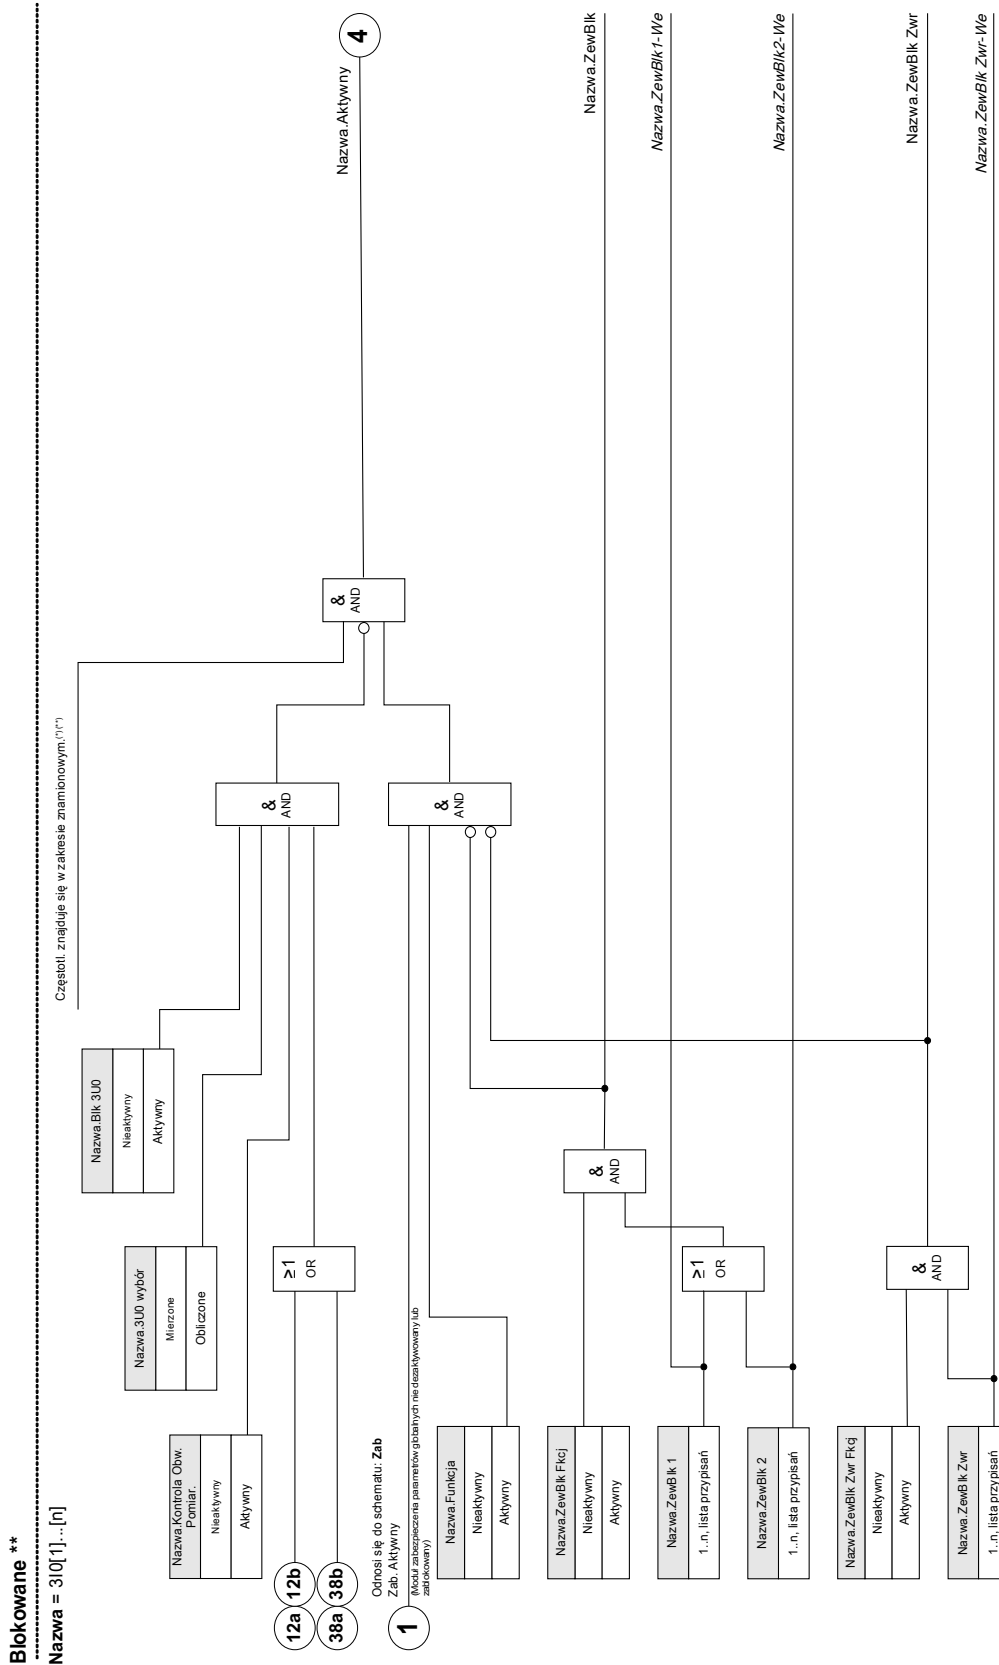 Blokowane **
Nazwa = 3I0[1]...[n]
Częstotl. znajduje się w zakresie znamionowym.(*)(**)
Nazwa.Blk 3U0
Nieaktywny
Aktywny
Nazwa.3U0 wybór
Mierzone
Obliczone
Nazwa.Kontrola Obw. Pomiar.
Nieaktywny
Aktywny
12a
12b
38a
38b
≥1
OR
&
AND
&
AND
&
AND
Nazwa.Aktywny
4
Odnosi się do schematu: Zab
Zab. Aktywny
(Moduł zabezpieczenia parametrów globalnych nie dezaktywowany lub
zablokowany)
1
Nazwa.Funkcja
Nieaktywny
Aktywny
Nazwa.ZewBlk Fkcj
Nieaktywny
Aktywny
&
AND
Nazwa.ZewBlk
Nazwa.ZewBlk 1
1..n, lista przypisań
≥1
OR
Nazwa.ZewBlk1-We
Nazwa.ZewBlk 2
1..n, lista przypisań
Nazwa.ZewBlk2-We
Nazwa.ZewBlk Zwr Fkcj
Nieaktywny
Aktywny
&
AND
Nazwa.ZewBlk Zwr
Nazwa.ZewBlk Zwr
1..n, lista przypisań
Nazwa.ZewBlk Zwr-We